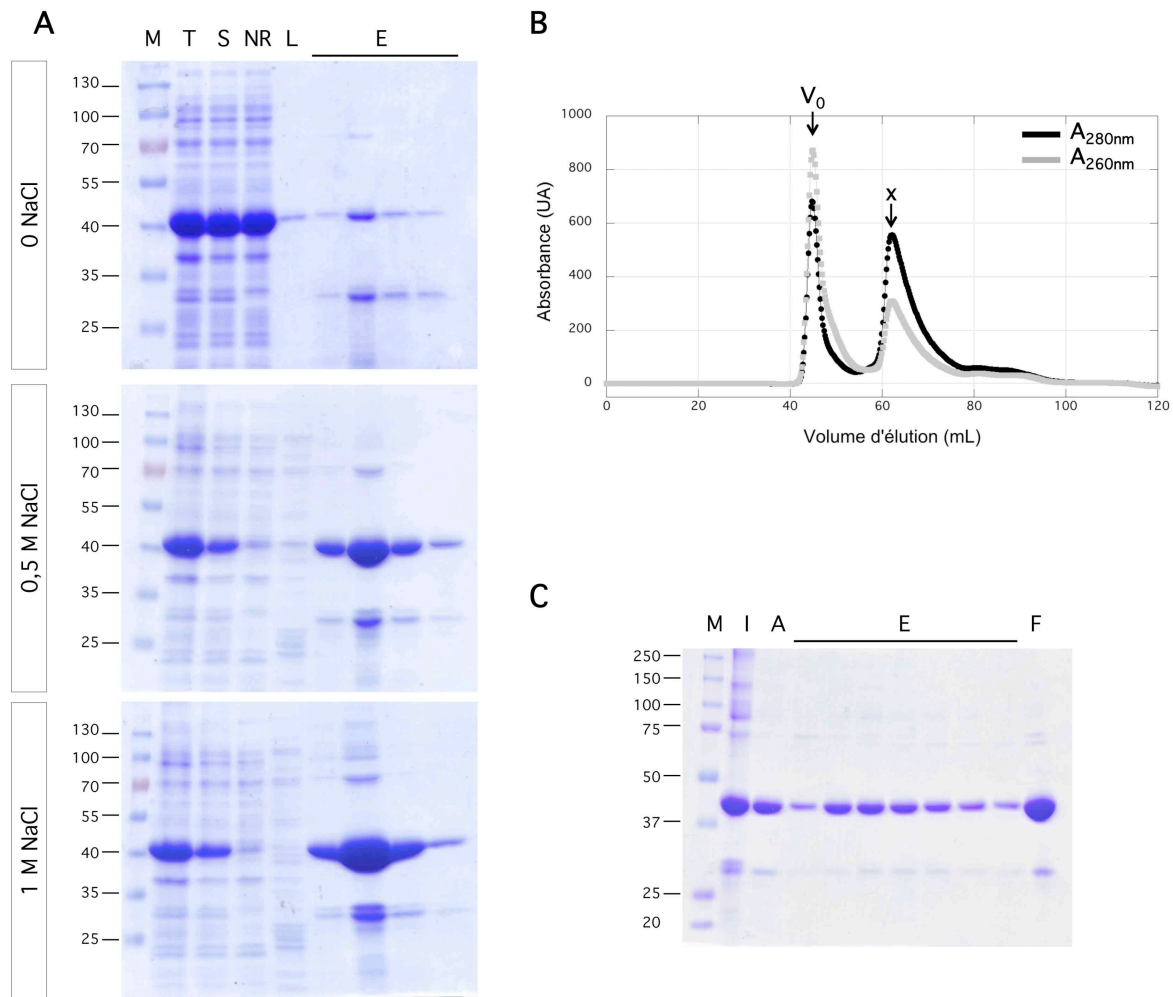 A
M T S NR L E
0 NaCl
130
100
70
55
40
35
25
0,5 M NaCl
130
100
70
55
40
35
25
1 M NaCl
130
100
70
55
40
35
25
B
V0
x
A280nm
A260nm
Absorbance (UA)
1000
800
600
400
200
0
0 20 40 60 80 100 120
Volume d'élution (mL)
C
M I A E F
250
150
100
75
50
37
25
20